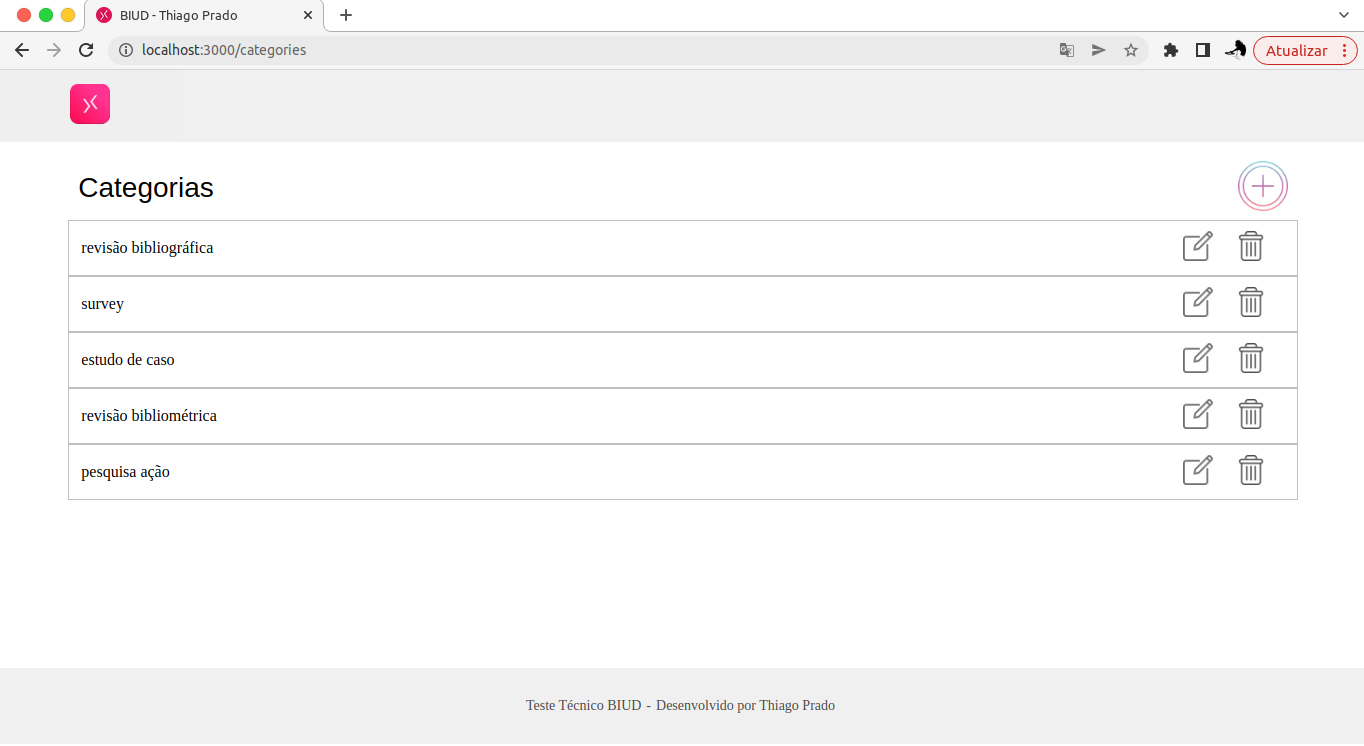 BIUD - Thiago Prado
localhost:3000/categories
Atualizar
Categorias
revisão bibliográfica
survey
estudo de caso
revisão bibliométrica
pesquisa ação
Teste Técnico BIUD - Desenvolvido por Thiago Prado